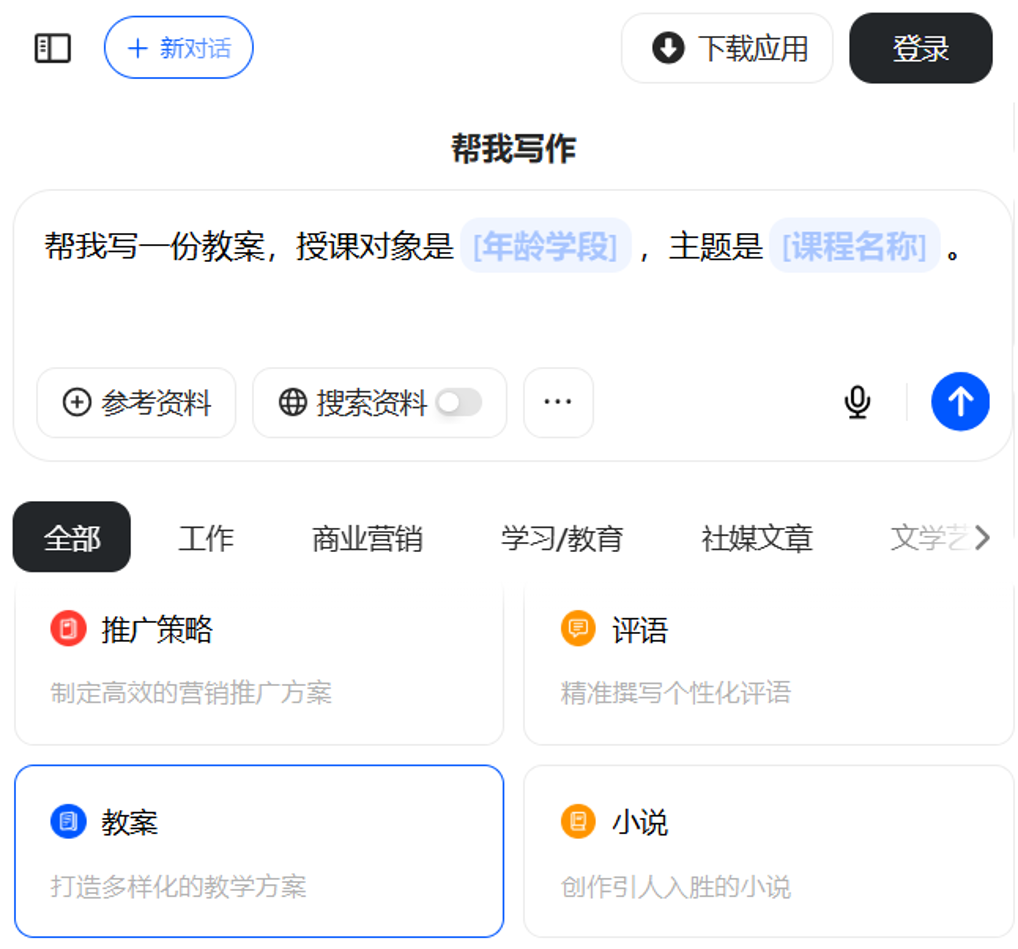 新对话
下载应用
登录
帮我写作
帮我写一份教案，授课对象是 [年龄学段] ，主题是 [课程名称] 。
参考资料
搜索资料
全部 工作 商业营销 学习/教育 社媒文章 文学艺
推广策略
制定高效的营销推广方案
评语
精准撰写个性化评语
教案
打造多样化的教学方案
小说
创作引人入胜的小说